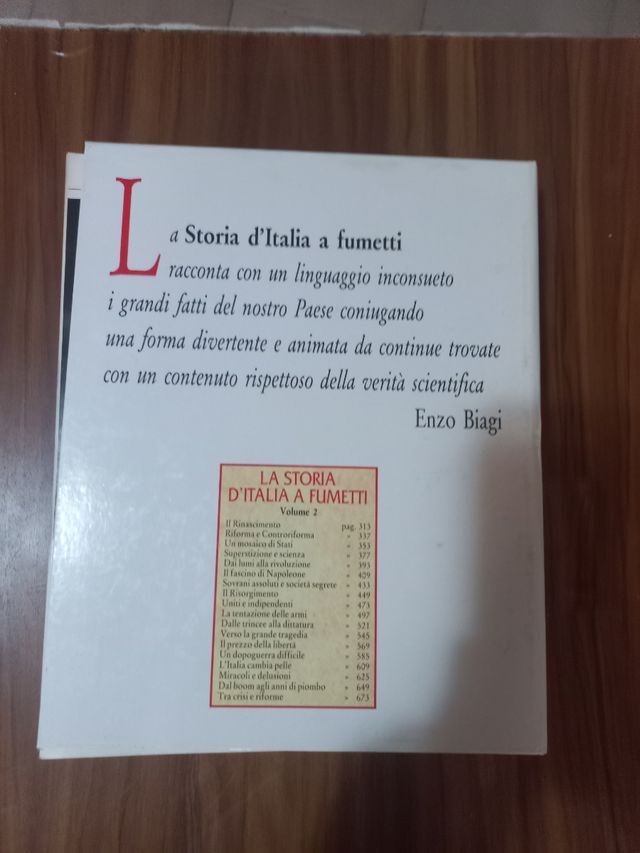 La Storia d'Italia a fumetti
racconta con un linguaggio inconsueto
i grandi fatti del nostro Paese coniugando
una forma divertente e animata da continue trovate
con un contenuto rispettoso della verità scientifica
Enzo Biagi
LA STORIA
D'ITALIA A FUMETTI
Volume 2
Il Rinascimento pag. 313
Riforma e Controriforma » 337
Un mosaico di Stati » 353
Superstizione e scienza » 377
Dai lumi alla rivoluzione » 393
Il fascino di Napoleone » 409
Sovrani assoluti e società segrete » 433
Il Risorgimento » 449
Uniti e indipendenti » 473
La tentazione delle armi » 497
Dalle trincee alla dittatura » 521
Verso la grande tragedia » 545
Il prezzo della libertà » 569
Un dopoguerra difficile » 585
L'Italia cambia pelle » 609
Miracoli e delusioni » 625
Dal boom agli anni di piombo » 649
Tra crisi e riforme » 673